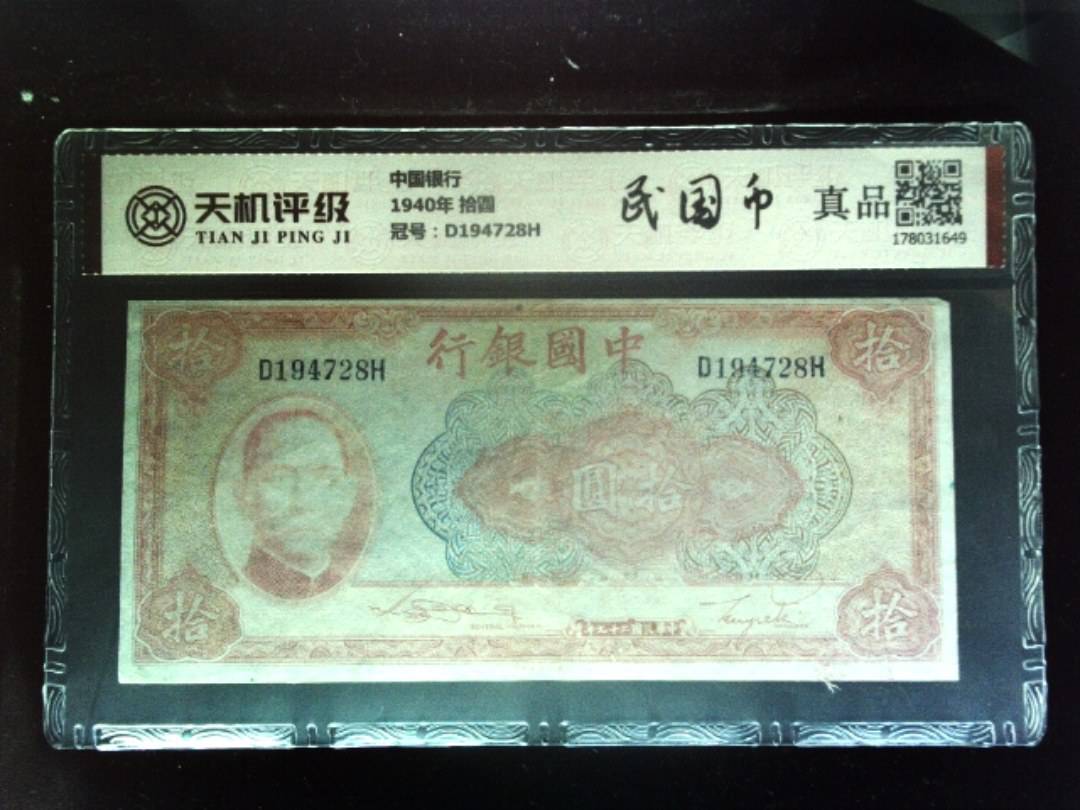 天机评级
TIAN JI PING JI
中国银行
1940年 拾圆
冠号：D194728H
民国币
真品
178031649
拾
行銀國中
拾
D194728H
D194728H
圓拾
拾
拾